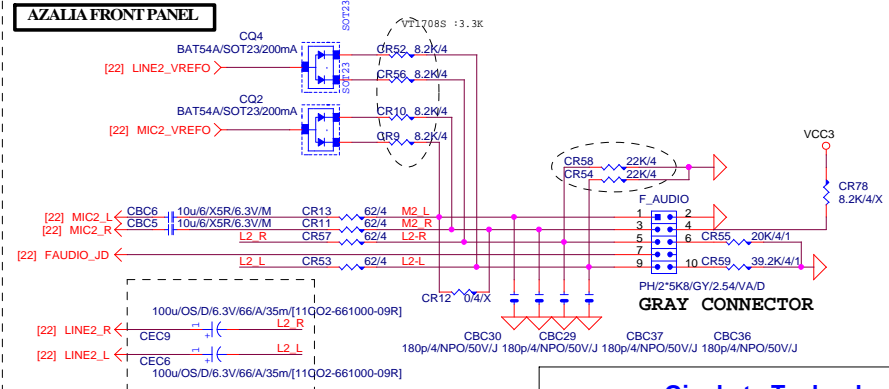 AZALIA FRONT PANEL
SOT23
VT1708S :3.3K
CQ4
BAT54A/SOT23/200mA
CR52 8.2K/4
[22] LINE2_VREFO
CR56 8.2K/4
SOT23
CQ2
BAT54A/SOT23/200mA
CR10 8.2K/4
[22] MIC2_VREFO
CR9 8.2K/4
VCC3
CR58 22K/4
CR54 22K/4
CR78
8.2K/4/X
F_AUDIO
CBC6 10u/6/X5R/6.3V/M CR13 62/4 M2_L
[22] MIC2_L
1 2
CBC5 10u/6/X5R/6.3V/M CR11 62/4 M2_R
[22] MIC2_R
3 4
L2_R CR57 62/4 L2-R
5 6 CR55 20K/4/1
[22] FAUDIO_JD
7
L2_L CR53 62/4 L2-L
9 10 CR59 39.2K/4/1
PH/2*5K8/GY/2.54/VA/D
GRAY CONNECTOR
CR12 0/4/X
100u/OS/D/6.3V/66/A/35m/[11CO2-661000-09R]
[22] LINE2_R
1
+
L2_R
CEC9
[22] LINE2_L
1
+
L2_L
CEC6
100u/OS/D/6.3V/66/A/35m/[11CO2-661000-09R]
CBC30 CBC29 CBC37 CBC36
180p/4/NPO/50V/J 180p/4/NPO/50V/J 180p/4/NPO/50V/J 180p/4/NPO/50V/J